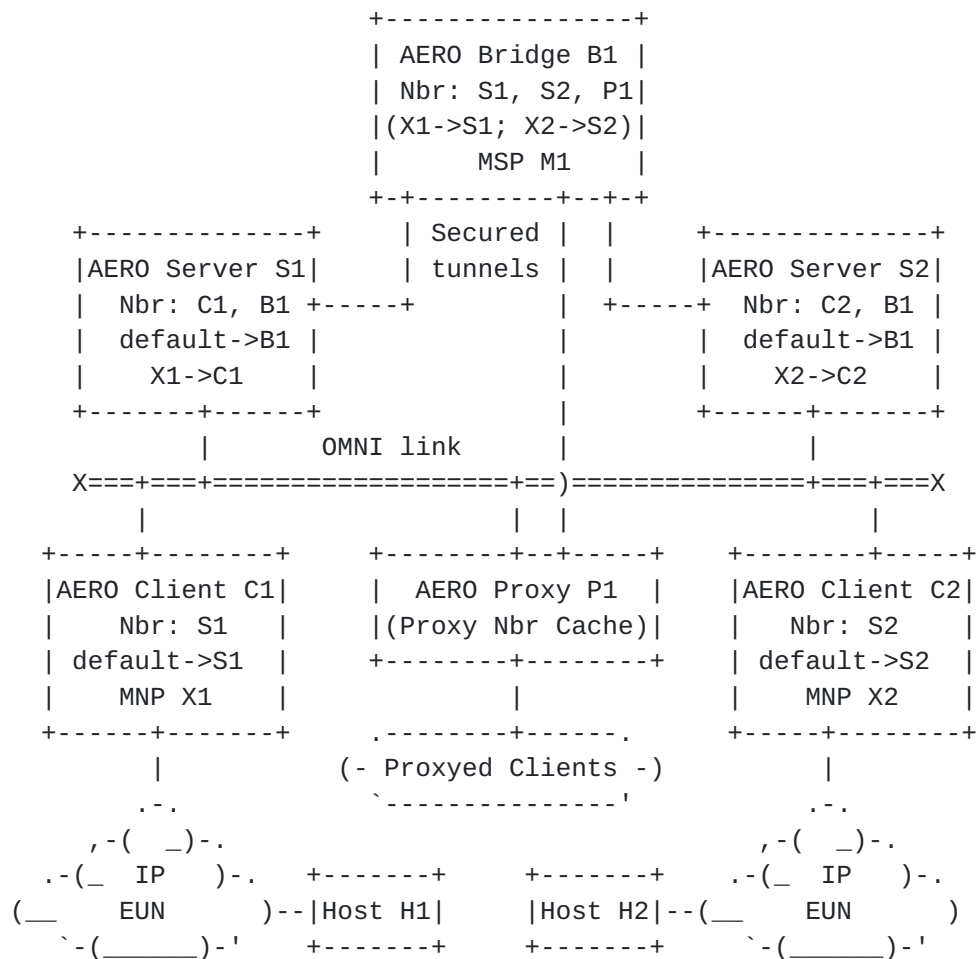 AERO Bridge B1
Nbr: S1, S2, P1
(X1->S1; X2->S2)
MSP M1
Secured
tunnels
AERO Server S1
Nbr: C1, B1
default->B1
X1->C1
AERO Server S2
Nbr: C2, B1
default->B1
X2->C2
OMNI link
X X
AERO Client C1
Nbr: S1
default->S1
MNP X1
AERO Proxy P1
(Proxy Nbr Cache)
AERO Client C2
Nbr: S2
default->S2
MNP X2
(- Proxyed Clients -)
IP
EUN
Host H1
Host H2
IP
EUN